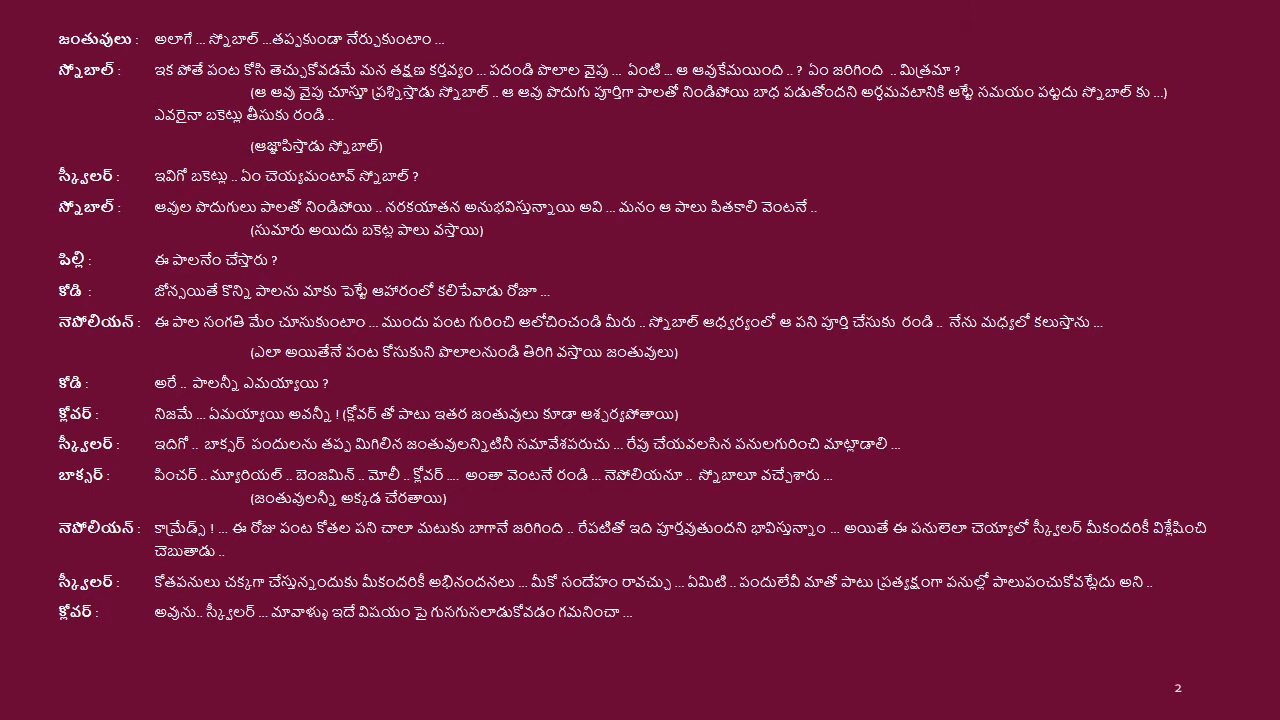 జంతువులు : అలాగే ... స్నోబాల్ ...తప్పకుండా నేర్చుకుంటాం ...
స్నోబాల్ : ఇక పోతే పంట కోసి తెచ్చుకోవడమే మన తక్షణ కర్తవ్యం ... పదండి పొలాల వైపు ... ఏంటి ... ఆ ఆవుకేమయింది .. ? ఏం జరిగింది .. మిత్రమా ?
(ఆ ఆవు వైపు చూస్తూ ప్రశ్నిస్తాడు స్నోబాల్ .. ఆ ఆవు పొదుగు పూర్తిగా పాలతో నిండిపోయి బాధ పడుతోందని అర్ధమవటానికి ఆట్టే సమయం పట్టదు స్నోబాల్ కు ...)
ఎవరైనా బకెట్లు తీసుకు రండి ..
(ఆజ్ఞాపిస్తాడు స్నోబాల్)
స్క్వీలర్ : ఇవిగో బకెట్లు .. ఏం చెయ్యమంటావ్ స్నోబాల్ ?
స్నోబాల్ : ఆవుల పొదుగులు పాలతో నిండిపోయి .. నరకయాతన అనుభవిస్తున్నాయి అవి ... మనం ఆ పాలు పితకాలి వెంటనే ..
(సుమారు అయిదు బకెట్ల పాలు వస్తాయి)
పిల్లి : ఈ పాలనేం చేస్తారు ?
కోడి : జోన్సయితే కొన్ని పాలను మాకు పెట్టే ఆహారంలో కలిపేవాడు రోజూ ...
నెపోలియన్ : ఈ పాల సంగతి మేం చూసుకుంటాం ... ముందు పంట గురించి ఆలోచించండి మీరు .. స్నోబాల్ ఆధ్వర్యంలో ఆ పని పూర్తి చేసుకు రండి .. నేను మధ్యలో కలుస్తాను ...
(ఎలా అయితేనే పంట కోసుకుని పొలాలనుండి తిరిగి వస్తాయి జంతువులు)
కోడి : అరే .. పాలన్నీ ఎమయ్యాయి ?
క్లోవర్ : నిజమే ... ఏమయ్యాయి అవన్నీ ! (క్లోవర్ తో పాటు ఇతర జంతువులు కూడా ఆశ్చర్యపోతాయి)
స్క్వీలర్ : ఇదిగో .. బాక్సర్ పందులను తప్ప మిగిలిన జంతువులన్నిటినీ సమావేశపరుచు ... రేపు చేయవలసిన పనులగురించి మాట్లాడాలి ...
బాక్సర్ : పించర్ .. మ్యూరియల్ .. బెంజమిన్ .. మోలీ .. క్లోవర్ .... అంతా వెంటనే రండి ... నెపోలియనూ .. స్నోబాలూ వచ్చేశారు ...
(జంతువులన్నీ అక్కడ చేరతాయి)
నెపోలియన్ : కామ్రేడ్స్ ! ... ఈ రోజు పంట కోతల పని చాలా మటుకు బాగానే జరిగింది .. రేపటితో ఇది పూర్తవుతుందని భావిస్తున్నాం ... అయితే ఈ పనులెలా చెయ్యాలో స్క్వీలర్ మీకందరికీ విశ్లేషించి
చెబుతాడు ..
స్క్వీలర్ : కోతపనులు చక్కగా చేస్తున్నందుకు మీకందరికీ అభినందనలు ... మీకో సందేహం రావచ్చు ... ఏమిటి .. పందులేవీ మాతో పాటు ప్రత్యక్షంగా పనుల్లో పాలుపంచుకోవట్లేదు అని ..
క్లోవర్ : అవును.. స్క్వీలర్ ... మావాళ్ళు ఇదే విషయం పై గుసగుసలాడుకోవడం గమనించా ...
2